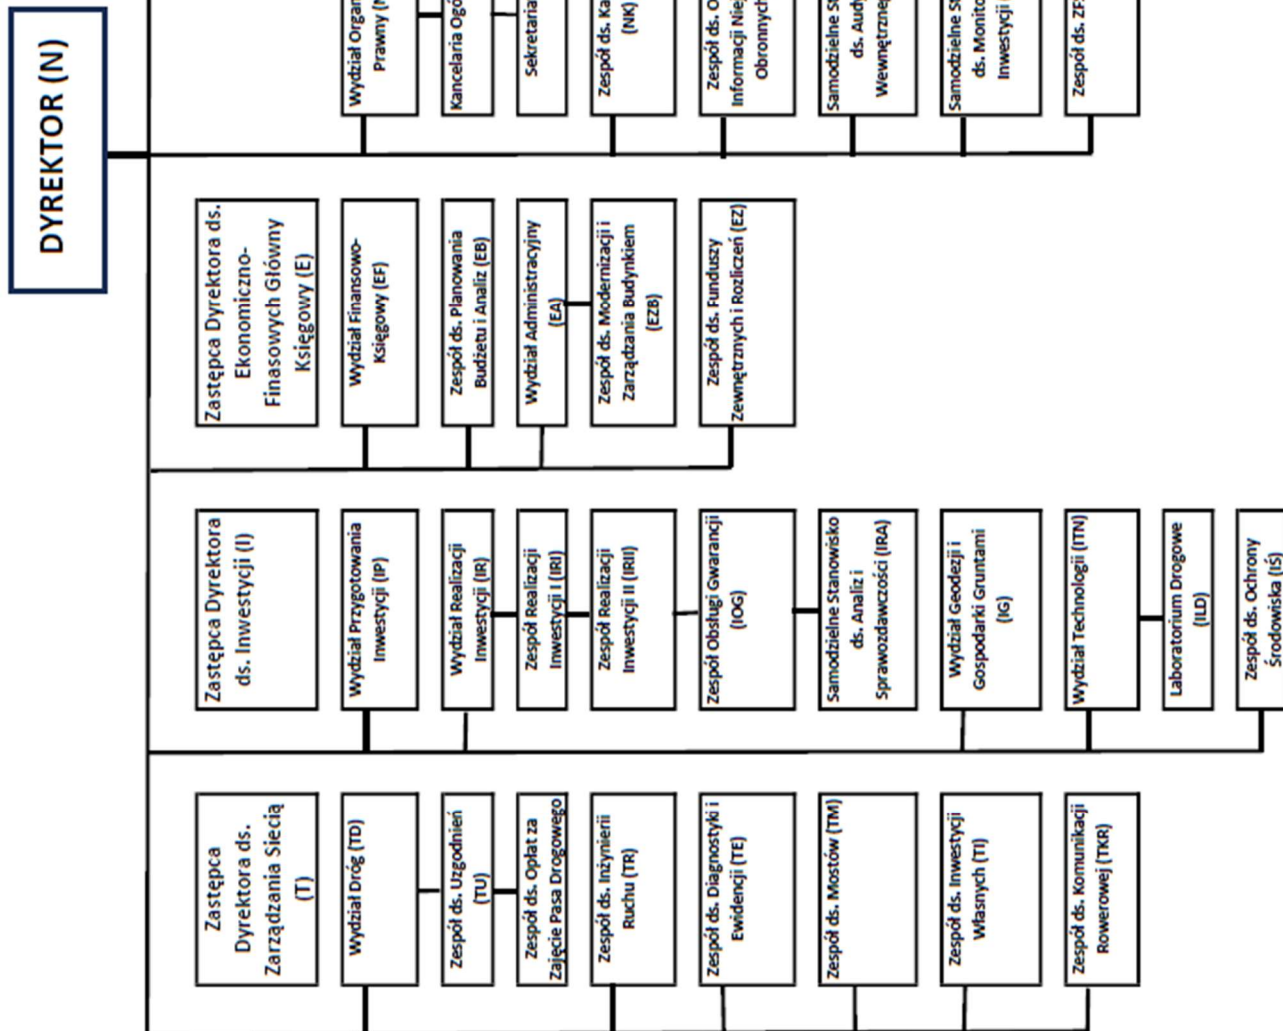 DYREKTOR (N)
Zastępca
Dyrektora ds.
Zarządzania Siecią
(T)
Wydział Dróg (TD)
Zespół ds. Uzgodnień
(TU)
Zespół ds. Opłat za
Zajęcie Pasa Drogowego
Zespół ds. Inżynierii
Ruchu (TR)
Zespół ds. Diagnostyki i
Ewidencji (TE)
Zespół ds. Mostów (TM)
Zespół ds. Inwestycji
Własnych (TI)
Zespół ds. Komunikacji
Rowerowej (TKR)
Zastępca Dyrektora
ds. Inwestycji (I)
Wydział Przygotowania
Inwestycji (IP)
Wydział Realizacji
Inwestycji (IR)
Zespół Realizacji
Inwestycji I (IRI)
Zespół Realizacji
Inwestycji II (IRII)
Zespół Obsługi Gwarancji
(IOG)
Samodzielne Stanowisko
ds. Analiz i
Sprawozdawczości (IRA)
Wydział Geodezji i
Gospodarki Gruntami
(IG)
Wydział Technologii (ITN)
Laboratorium Drogowe
(ILD)
Zespół ds. Ochrony
Środowiska (IŚ)
Zastępca Dyrektora ds.
Ekonomiczno-
Finasowych Główny
Księgowy (E)
Wydział Finansowo-
Księgowy (EF)
Zespół ds. Planowania
Budżetu i Analiz (EB)
Wydział Administracyjny
(EA)
Zespół ds. Modernizacji i
Zarządzania Budynkiem
(EZB)
Zespół ds. Funduszy
Zewnętrznych i Rozliczeń (EZ)
Wydział Organ
Prawny (N
Kancelaria Ogó
Sekretaria
Zespół ds. Ka
(NK)
Zespół ds. O
Informacji Nie
Obronnych
Samodzielne S
ds. Aud
Wewnętrzne
Samodzielne S
ds. Monito
Inwestycji
Zespół ds. ZF